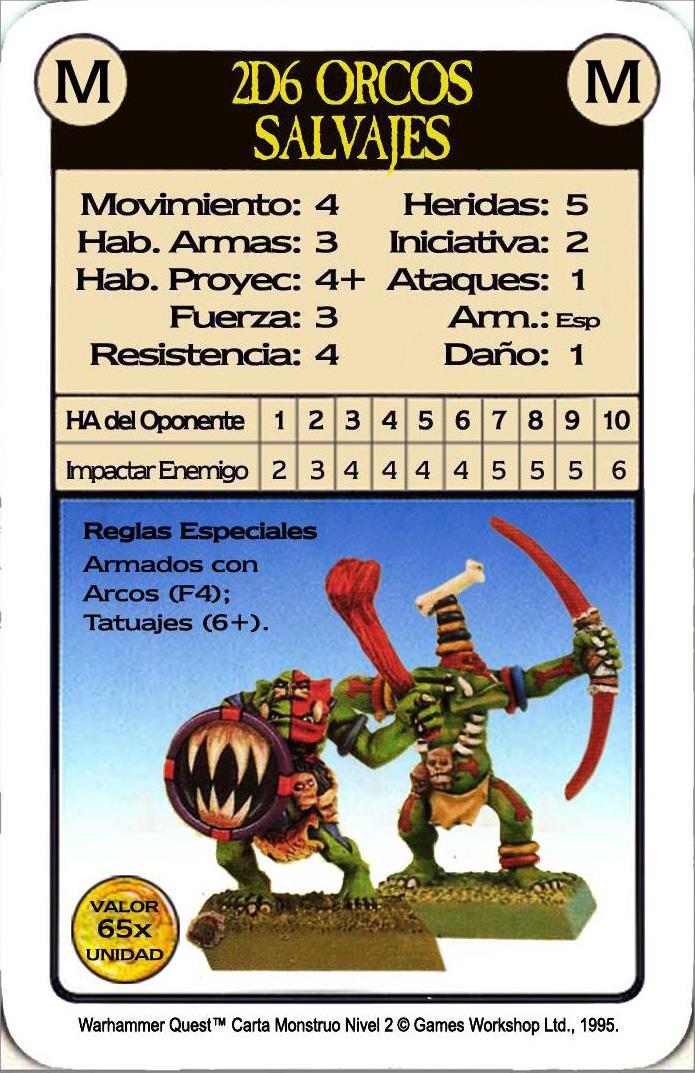 M
2D6 ORCOS
SALVAJES
M
Movimiento: 4 Heridas: 5
Hab. Armas: 3 Iniciativa: 2
Hab. Proyec: 4+ Ataques: 1
Fuerza: 3 Arm.: Esp
Resistencia: 4 Daño: 1
HA del Oponente 1 2 3 4 5 6 7 8 9 10
Impactar Enemigo 2 3 4 4 4 4 5 5 5 6
Reglas Especiales
Armados con
Arcos (F4);
Tatuajes (6+).
VALOR
65x
UNIDAD
Warhammer Quest™ Carta Monstruo Nivel 2 © Games Workshop Ltd., 1995.